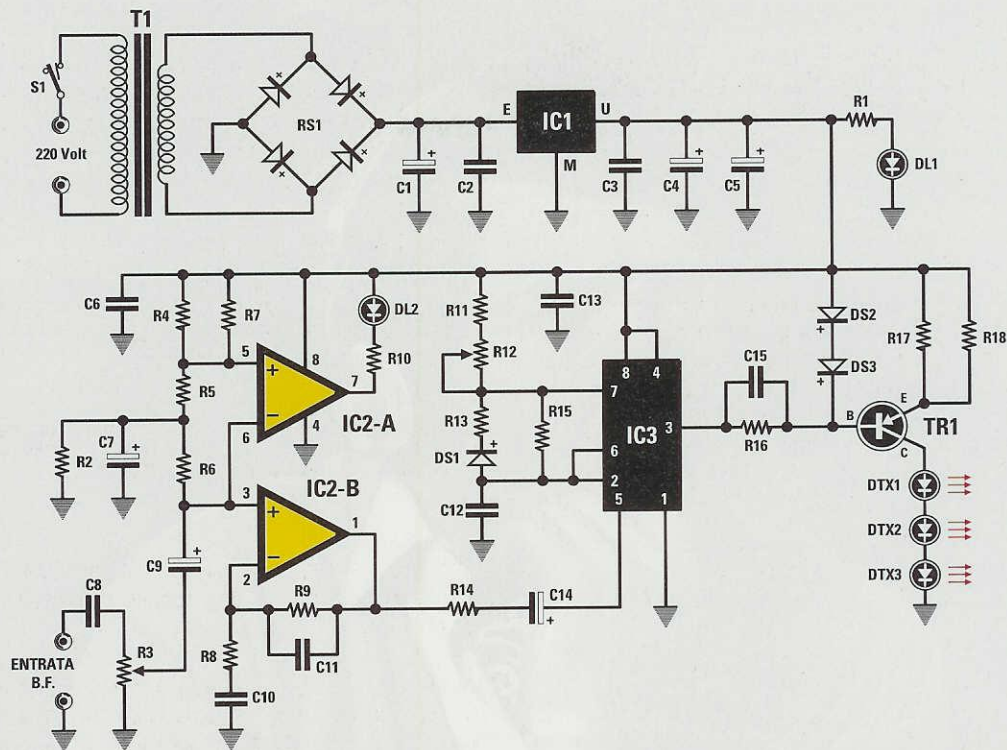 T1
S1
220 Volt
RS1
E
IC1
U
M
C1
+
C2
C3
C4
+
C5
+
R1
DL1
C6
R4
R7
DL2
R10
R11
R12
C13
DS2
+
DS3
+
R17
R18
5
+
8
7
IC2-A
6
−
4
R5
R2
C7
+
R6
R13
R15
DS1
+
C12
7
8
4
6
IC3
3
2
5
1
C15
R16
B
E
C
TR1
DTX1
DTX2
DTX3
IC2-B
3
+
1
2
−
C9
+
C8
R3
ENTRATA
B.F.
R9
R8
C11
C10
R14
C14
+